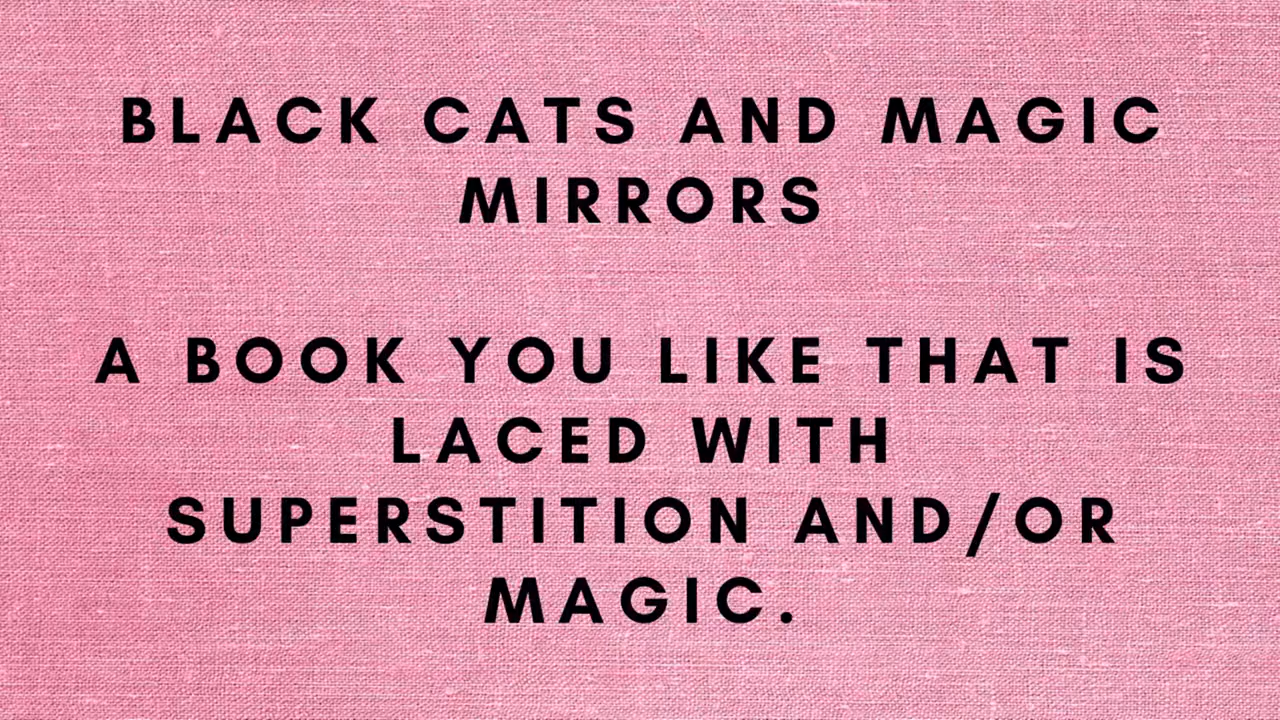 BLACK CATS AND MAGIC
MIRRORS
A BOOK YOU LIKE THAT IS
LACED WITH
SUPERSTITION AND/OR
MAGIC.